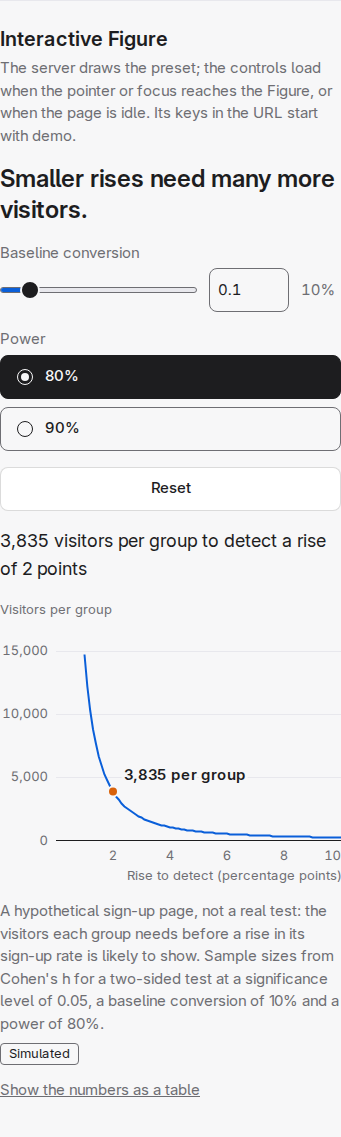 Interactive Figure
The server draws the preset; the controls load
when the pointer or focus reaches the Figure, or
when the page is idle. Its keys in the URL start
with demo.
Smaller rises need many more
visitors.
Baseline conversion
0.1 10%
Power
80%
90%
Reset
3,835 visitors per group to detect a rise
of 2 points
Visitors per group
15,000
10,000
3,835 per group
5,000
0
2 4 6 8 10
Rise to detect (percentage points)
A hypothetical sign-up page, not a real test: the
visitors each group needs before a rise in its
sign-up rate is likely to show. Sample sizes from
Cohen's h for a two-sided test at a significance
level of 0.05, a baseline conversion of 10% and a
power of 80%.
Simulated
Show the numbers as a table